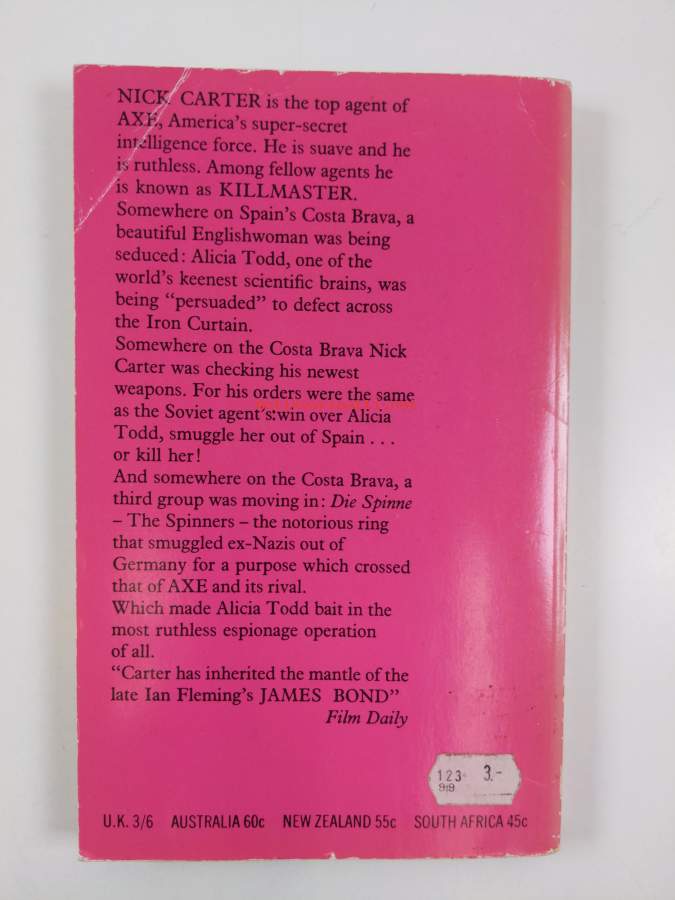 NICK CARTER is the top agent of
AXE, America's super-secret
intelligence force. He is suave and he
is ruthless. Among fellow agents he
is known as KILLMASTER.
Somewhere on Spain's Costa Brava, a
beautiful Englishwoman was being
seduced: Alicia Todd, one of the
world's keenest scientific brains, was
being "persuaded" to defect across
the Iron Curtain.
Somewhere on the Costa Brava Nick
Carter was checking his newest
weapons. For his orders were the same
as the Soviet agent's:win over Alicia
Todd, smuggle her out of Spain . . .
or kill her!
And somewhere on the Costa Brava, a
third group was moving in: Die Spinne
– The Spinners – the notorious ring
that smuggled ex-Nazis out of
Germany for a purpose which crossed
that of AXE and its rival.
Which made Alicia Todd bait in the
most ruthless espionage operation
of all.
"Carter has inherited the mantle of the
late Ian Fleming's JAMES BOND"
Film Daily
123 3.-
9i9
U.K. 3/6 AUSTRALIA 60c NEW ZEALAND 55c SOUTH AFRICA 45c